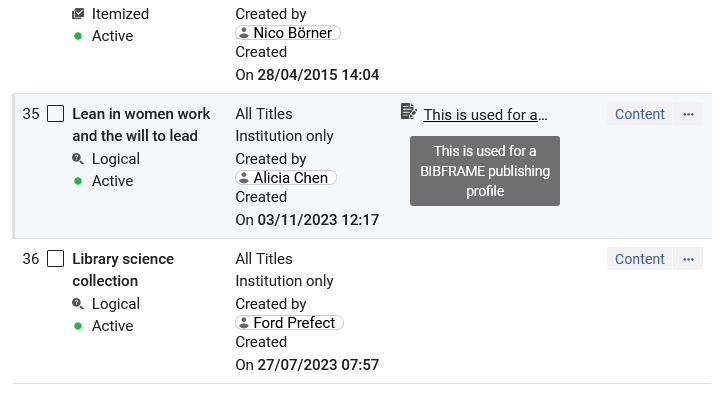 Itemized
Active
Created by
Nico Börner
Created
On 28/04/2015 14:04
35
Lean in women work
and the will to lead
Logical
Active
All Titles
Institution only
Created by
Alicia Chen
Created
On 03/11/2023 12:17
This is used for a...
This is used for a
BIBFRAME publishing
profile
Content
...
36
Library science
collection
Logical
Active
All Titles
Institution only
Created by
Ford Prefect
Created
On 27/07/2023 07:57
Content
...